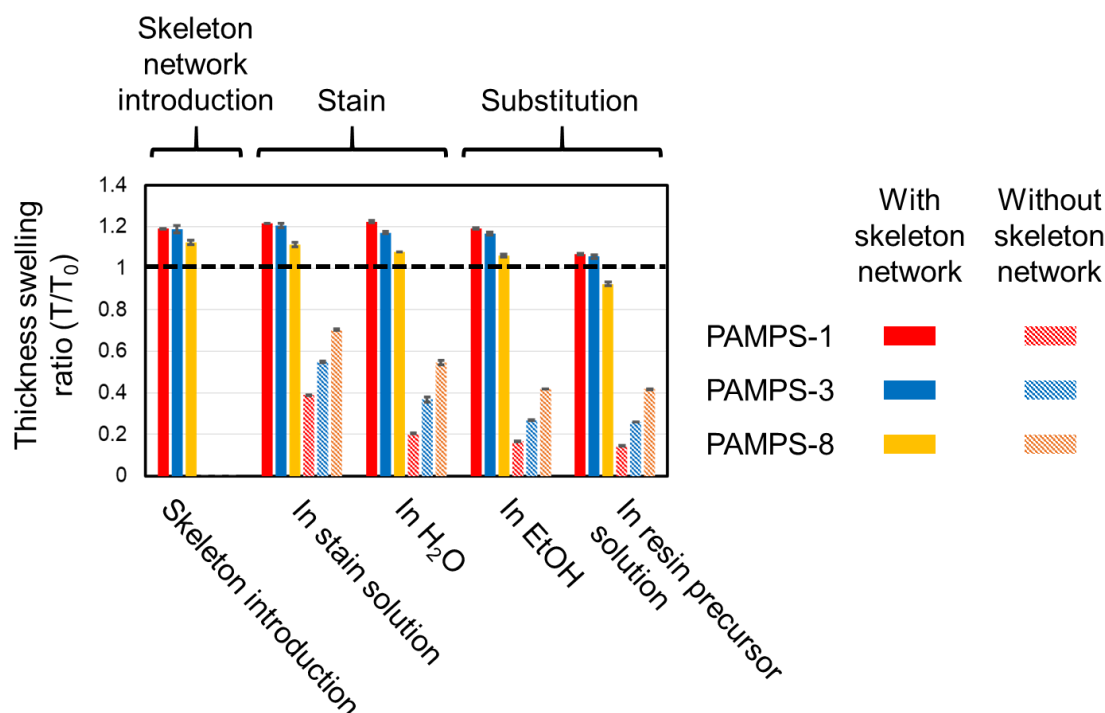 Skeleton
network
introduction
Stain
Substitution
Thickness swelling
ratio (T/T₀)
1.4
1.2
1
0.8
0.6
0.4
0.2
0
Skeleton introduction
In stain solution
In H₂O
In EtOH
In resin precursor
solution
With
skeleton
network
Without
skeleton
network
PAMPS-1
PAMPS-3
PAMPS-8